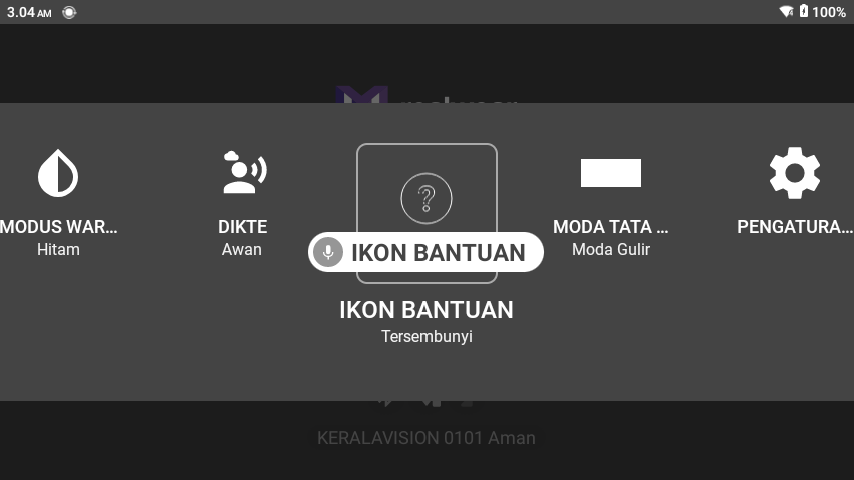 3.04 AM
100%
MODUS WAR...
Hitam
DIKTE
Awan
IKON BANTUAN
IKON BANTUAN
Tersembunyi
MODA TATA ...
Moda Gulir
PENGATURA...
KERALAVISION 0101 Aman